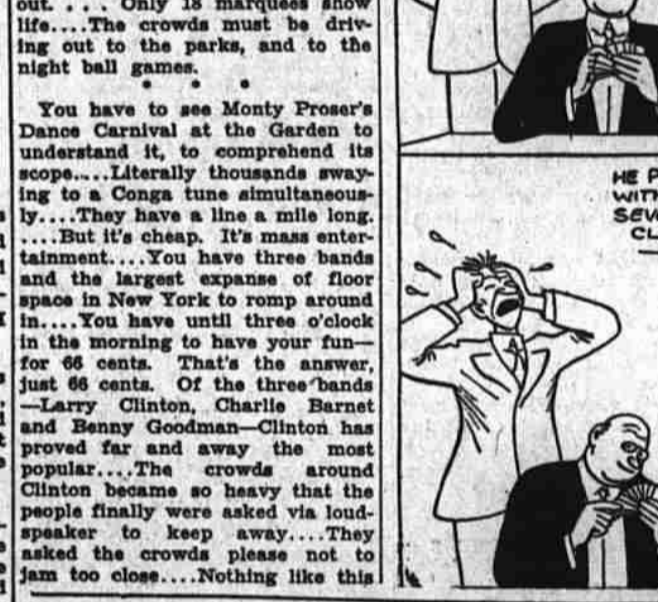 out. . . . Only 18 marquees show
life....The crowds must be driv-
ing out to the parks, and to the
night ball games.
• • •
You have to see Monty Proser's
Dance Carnival at the Garden to
understand it, to comprehend its
scope.....Literally thousands sway-
ing to a Conga tune simultaneous-
ly....They have a line a mile long.
....But it's cheap. It's mass enter-
tainment....You have three bands
and the largest expanse of floor
space in New York to romp around
in....You have until three o'clock
in the morning to have your fun—
for 66 cents. That's the answer,
just 66 cents. Of the three bands
—Larry Clinton, Charlie Barnet
and Benny Goodman—Clinton has
proved far and away the most
popular....The crowds around
Clinton became so heavy that the
people finally were asked via loud-
speaker to keep away....They
asked the crowds please not to
jam too close....Nothing like this
HE P
WITH
SEVE
CL
A
A